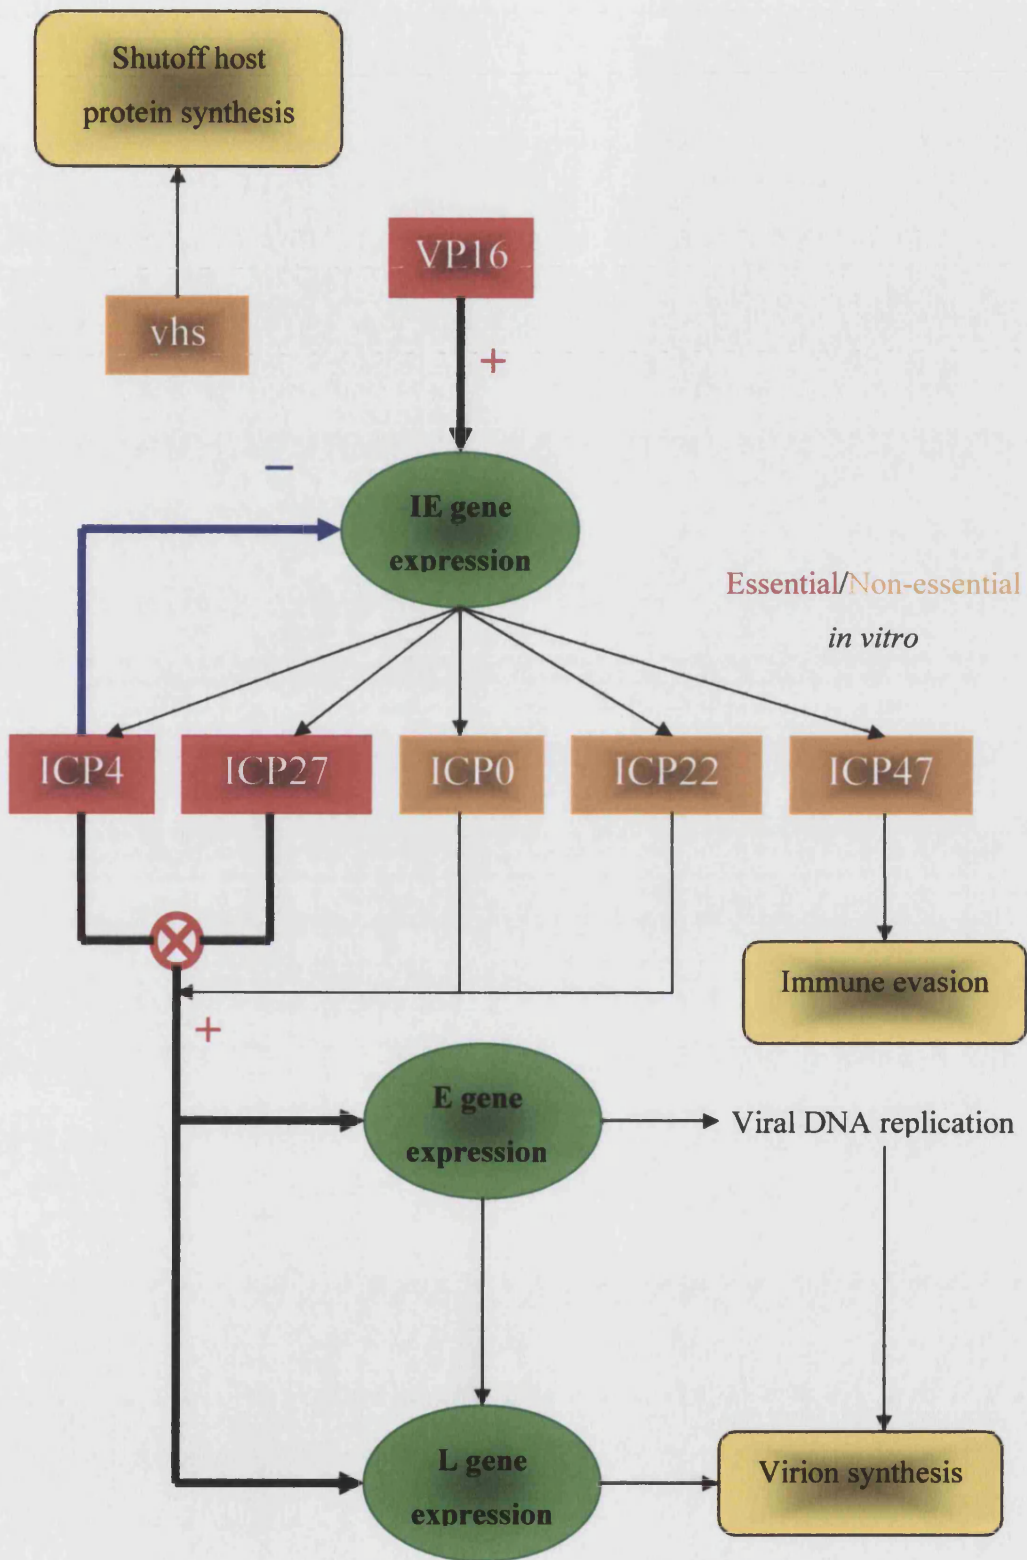 Shutoff host
protein synthesis
VP16
vhs
+
−
IE gene
expression
Essential/Non-essential
in vitro
ICP4
ICP27
ICP0
ICP22
ICP47
Immune evasion
+
E gene
expression
Viral DNA replication
L gene
expression
Virion synthesis